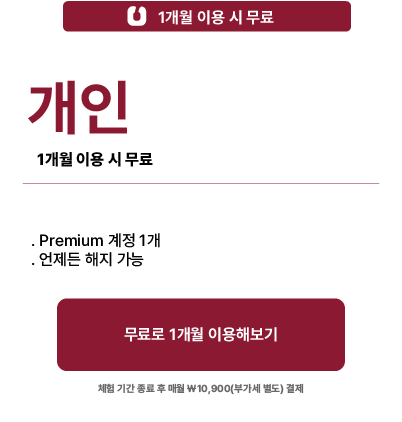 1개월 이용 시 무료
개인
1개월 이용 시 무료
. Premium 계정 1개
. 언제든 해지 가능
무료로 1개월 이용해보기
체험 기간 종료 후 매월 ₩10,900(부가세 별도) 결제